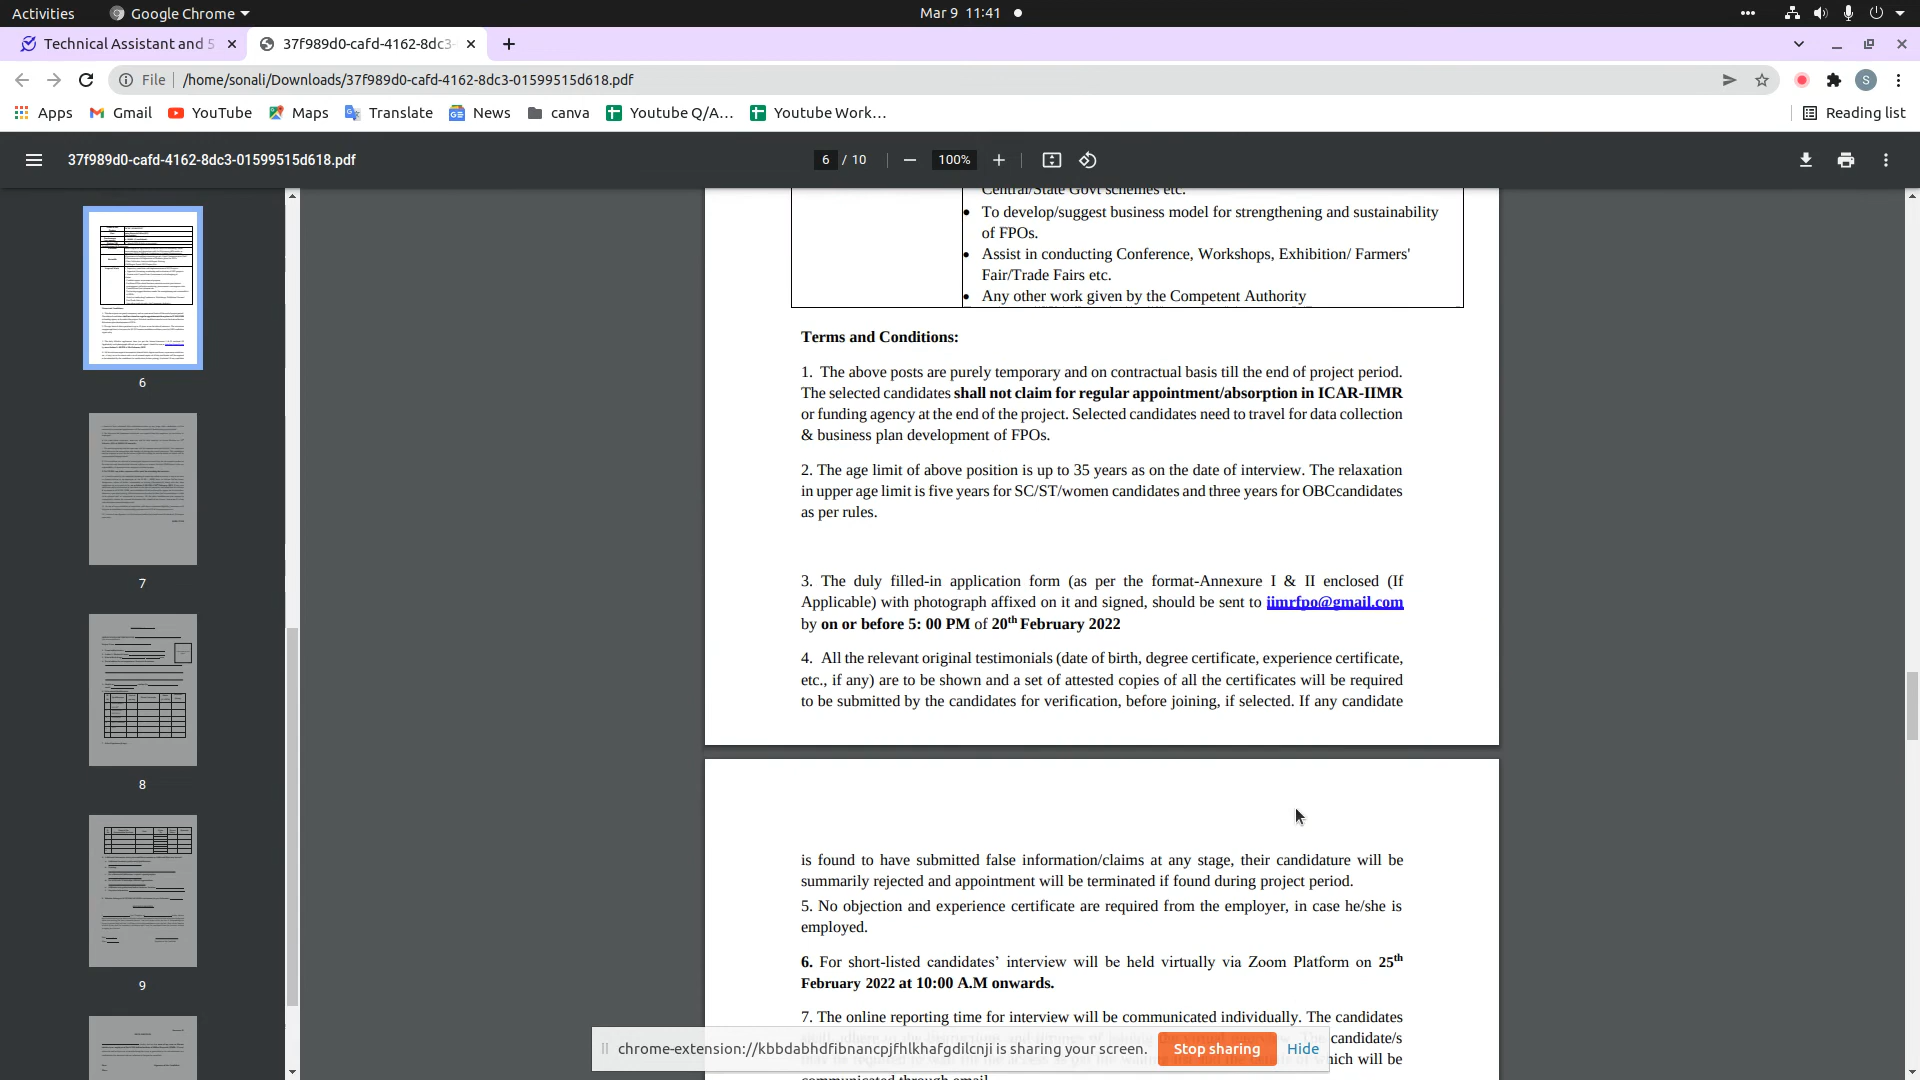 Activities Google Chrome Mar 9 11:41
Technical Assistant and 5 37f989d0-cafd-4162-8dc3-
File /home/sonali/Downloads/37f989d0-cafd-4162-8dc3-01599515d618.pdf S
Apps Gmail YouTube Maps Translate News canva Youtube Q/A... Youtube Work... Reading list
37f989d0-cafd-4162-8dc3-01599515d618.pdf 6 / 10 100%
6
7
8
9
Central/State Govt schemes etc.
• To develop/suggest business model for strengthening and sustainability
of FPOs.
• Assist in conducting Conference, Workshops, Exhibition/ Farmers'
Fair/Trade Fairs etc.
• Any other work given by the Competent Authority
Terms and Conditions:
1. The above posts are purely temporary and on contractual basis till the end of project period.
The selected candidates shall not claim for regular appointment/absorption in ICAR-IIMR
or funding agency at the end of the project. Selected candidates need to travel for data collection
& business plan development of FPOs.
2. The age limit of above position is up to 35 years as on the date of interview. The relaxation
in upper age limit is five years for SC/ST/women candidates and three years for OBCcandidates
as per rules.
3. The duly filled-in application form (as per the format-Annexure I & II enclosed (If
Applicable) with photograph affixed on it and signed, should be sent to iimrfpo@gmail.com
by on or before 5: 00 PM of 20th February 2022
4. All the relevant original testimonials (date of birth, degree certificate, experience certificate,
etc., if any) are to be shown and a set of attested copies of all the certificates will be required
to be submitted by the candidates for verification, before joining, if selected. If any candidate
is found to have submitted false information/claims at any stage, their candidature will be
summarily rejected and appointment will be terminated if found during project period.
5. No objection and experience certificate are required from the employer, in case he/she is
employed.
6. For short-listed candidates' interview will be held virtually via Zoom Platform on 25th
February 2022 at 10:00 A.M onwards.
7. The online reporting time for interview will be communicated individually. The candidates
candidate/s
which will be
communicated through email.
chrome-extension://kbbdabhdfibnancpjfhlkhafgdilcnji is sharing your screen. Stop sharing Hide